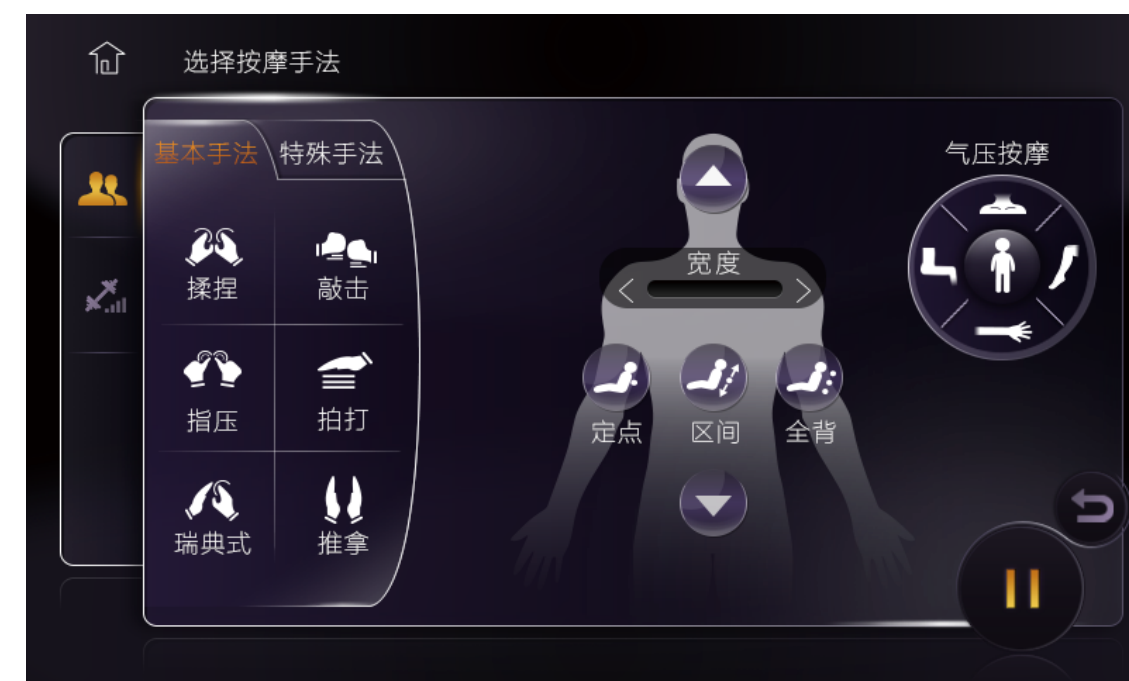 选择按摩手法
基本手法 特殊手法
气压按摩
揉捏 敲击
宽度
指压 拍打
定点 区间 全背
瑞典式 推拿